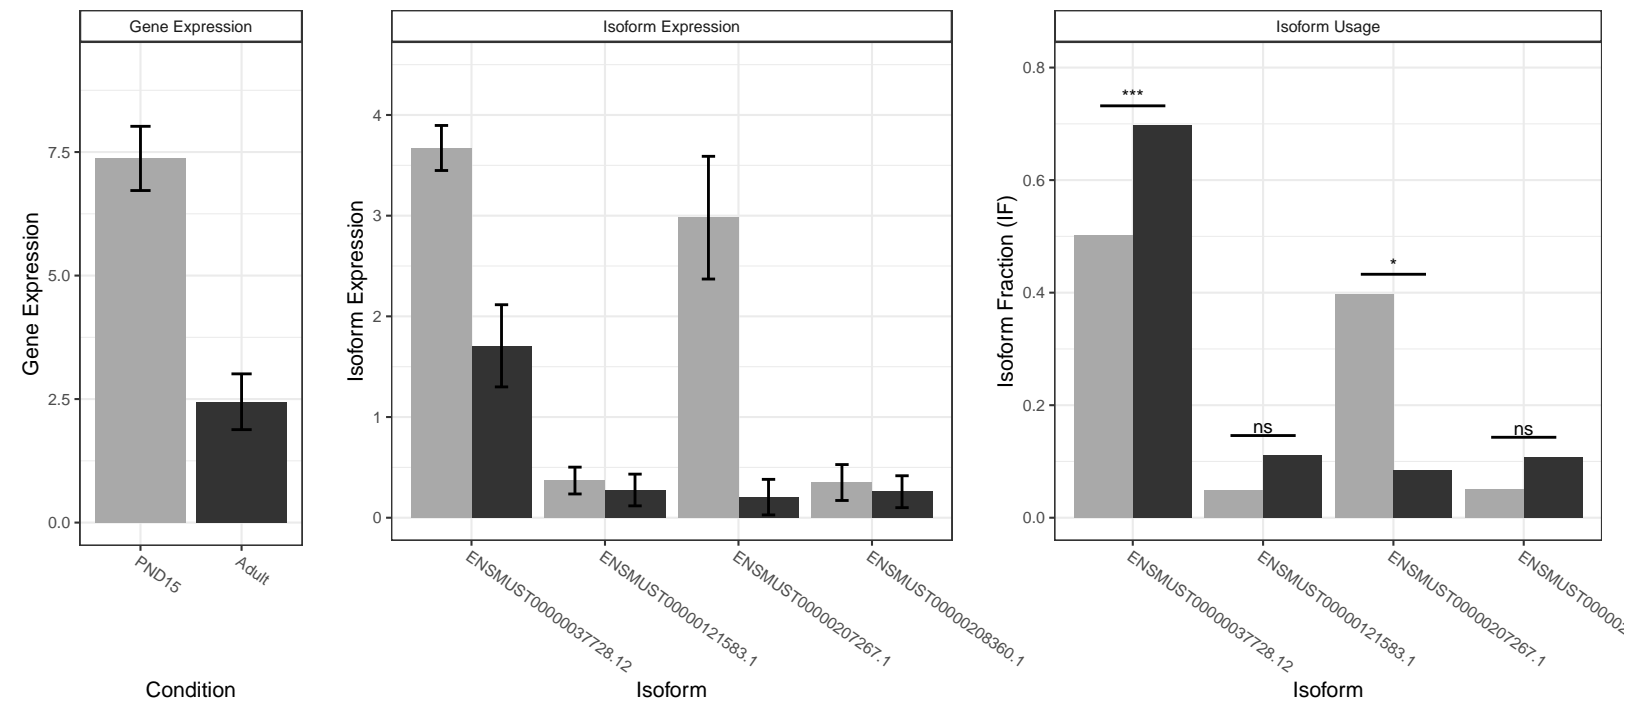 Gene Expression
Isoform Expression
Isoform Usage
Gene Expression
7.5
5.0
2.5
0.0
PND15
Adult
Condition
Isoform Expression
4
3
2
1
0
ENSMUST00000037728.12
ENSMUST00000121583.1
ENSMUST00000207267.1
ENSMUST00000208360.1
Isoform
Isoform Fraction (IF)
0.8
0.6
0.4
0.2
0.0
***
ns
*
ns
ENSMUST00000037728.12
ENSMUST00000121583.1
ENSMUST00000207267.1
ENSMUST000002
Isoform